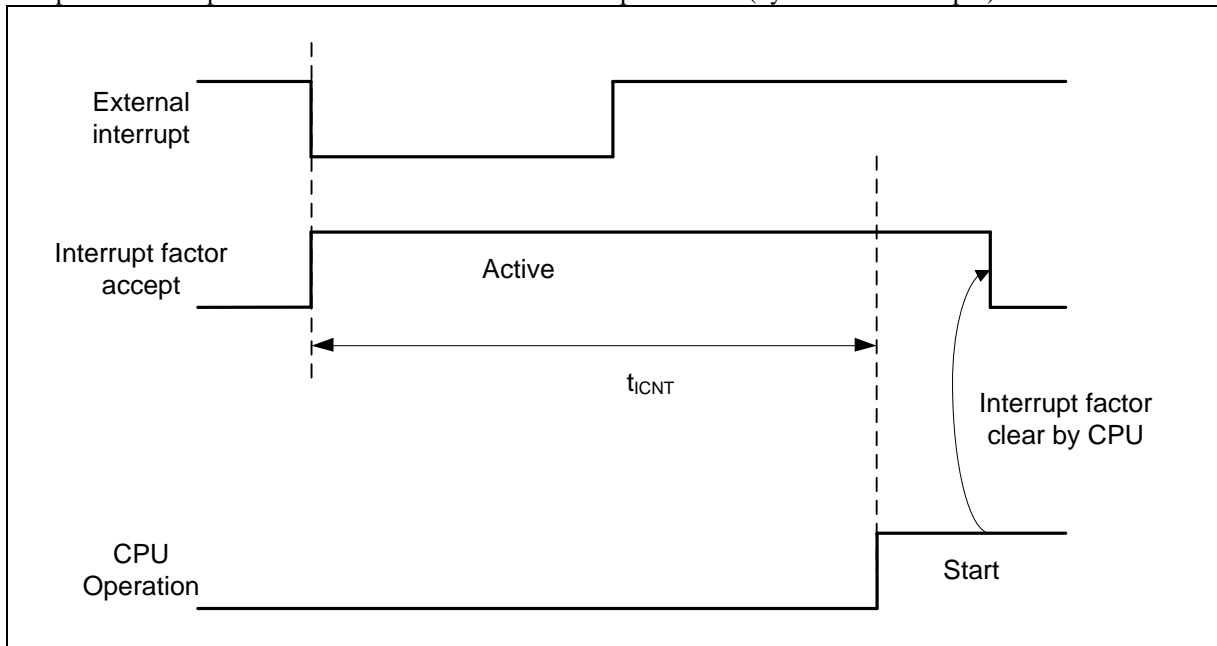 External
interrupt
Interrupt factor
accept
Active
tICNT
Interrupt factor
clear by CPU
CPU
Operation
Start